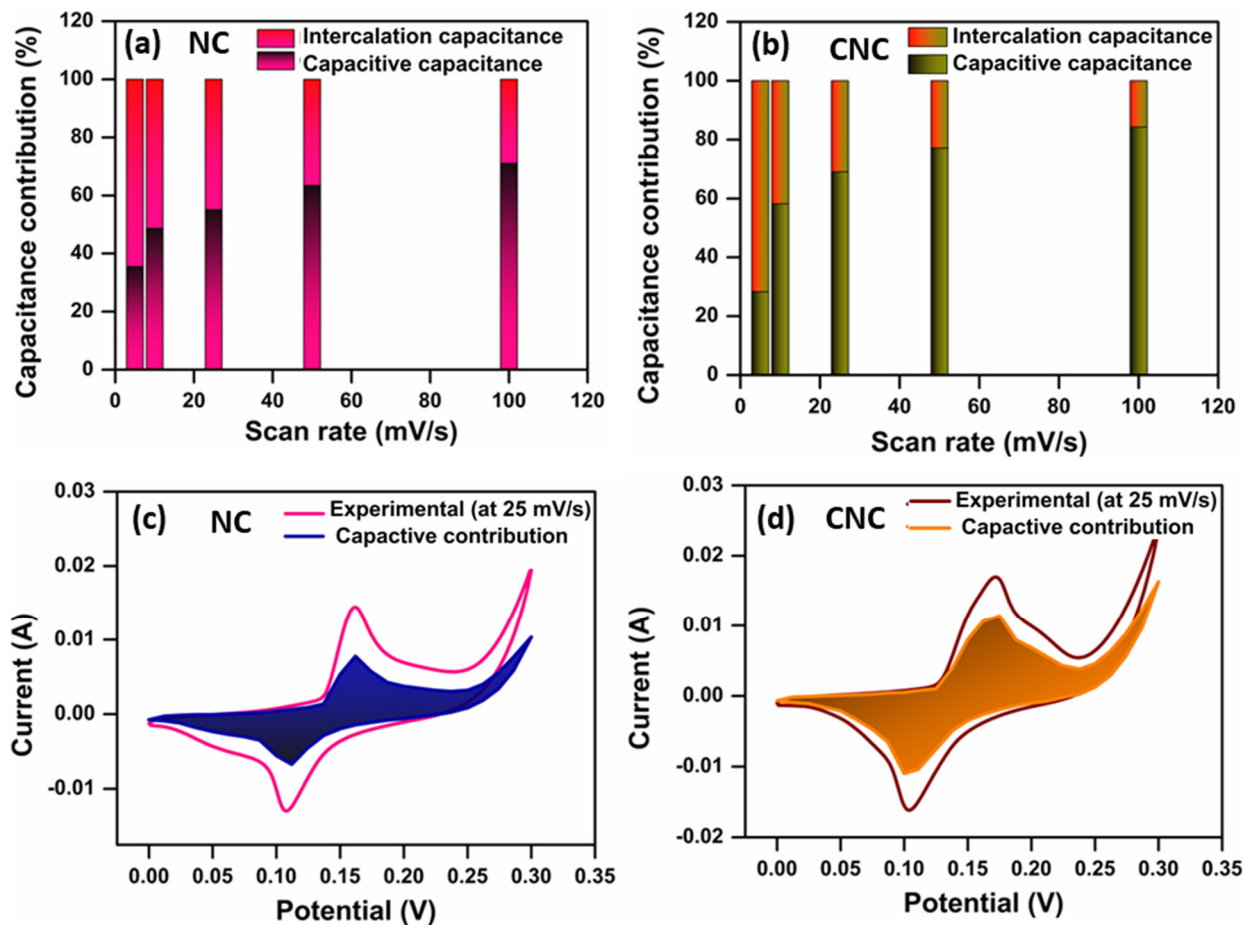 (a) NC
Intercalation capacitance
Capacitive capacitance
Capacitance contribution (%)
120
100
80
60
40
20
0
0 20 40 60 80 100 120
Scan rate (mV/s)
(b) CNC
Intercalation capacitance
Capacitive capacitance
Capacitance contribution (%)
120
100
80
60
40
20
0
0 20 40 60 80 100 120
Scan rate (mV/s)
(c) NC
Experimental (at 25 mV/s)
Capactive contribution
Current (A)
0.03
0.02
0.01
0.00
-0.01
0.00 0.05 0.10 0.15 0.20 0.25 0.30 0.35
Potential (V)
(d) CNC
Experimental (at 25 mV/s)
Capactive contribution
Current (A)
0.03
0.02
0.01
0.00
-0.01
-0.02
0.00 0.05 0.10 0.15 0.20 0.25 0.30 0.35
Potential (V)